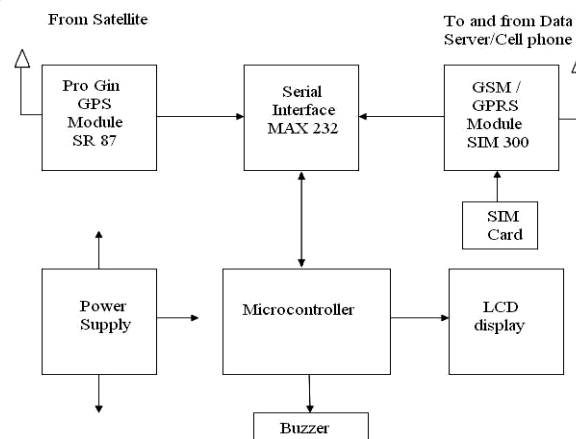 From Satellite
To and from Data
Server/Cell phone
Pro Gin
GPS
Module
SR 87
Serial
Interface
MAX 232
GSM /
GPRS
Module
SIM 300
SIM
Card
Power
Supply
Microcontroller
LCD
display
Buzzer